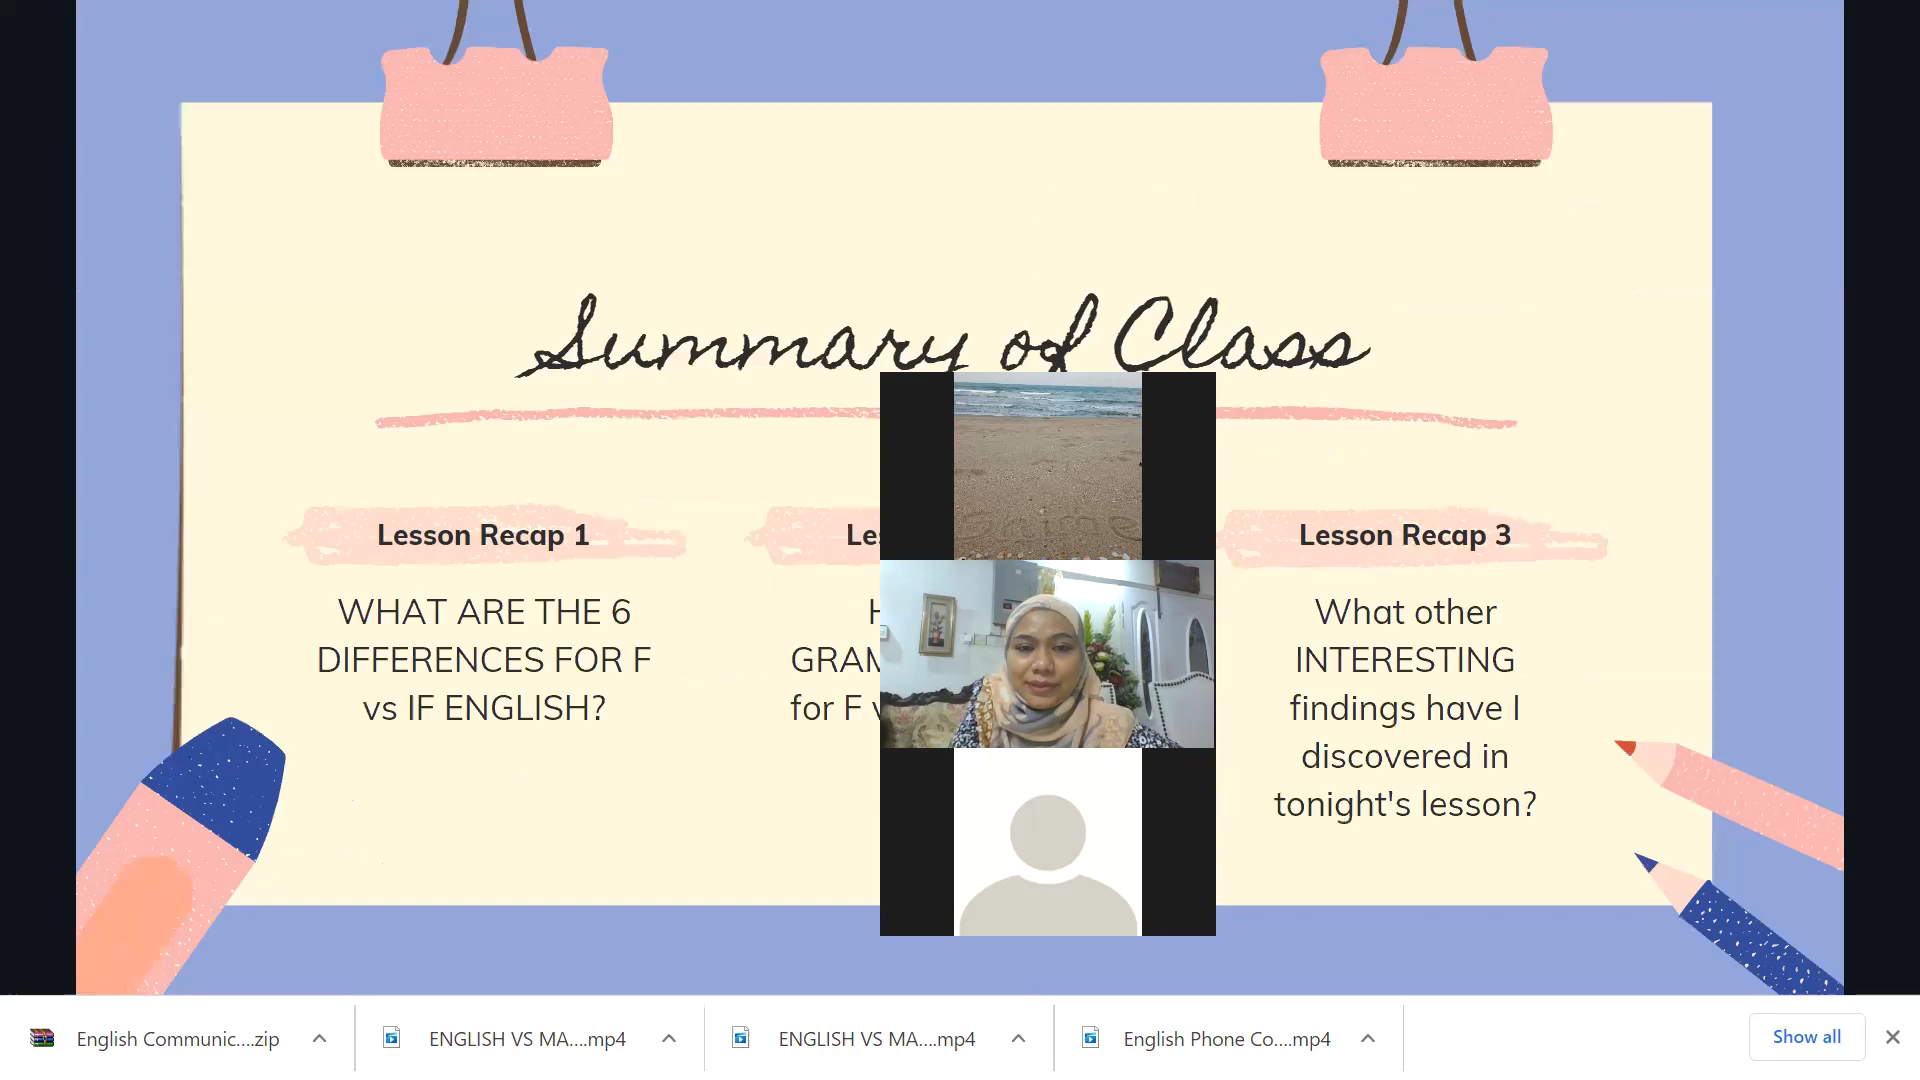 Summary of Class
Lesson Recap 1
WHAT ARE THE 6
DIFFERENCES FOR F
vs IF ENGLISH?
for F
Lesson Recap 3
What other
INTERESTING
findings have I
discovered in
tonight's lesson?
English Communic....zip
ENGLISH VS MA....mp4
ENGLISH VS MA....mp4
English Phone Co....mp4
Show all